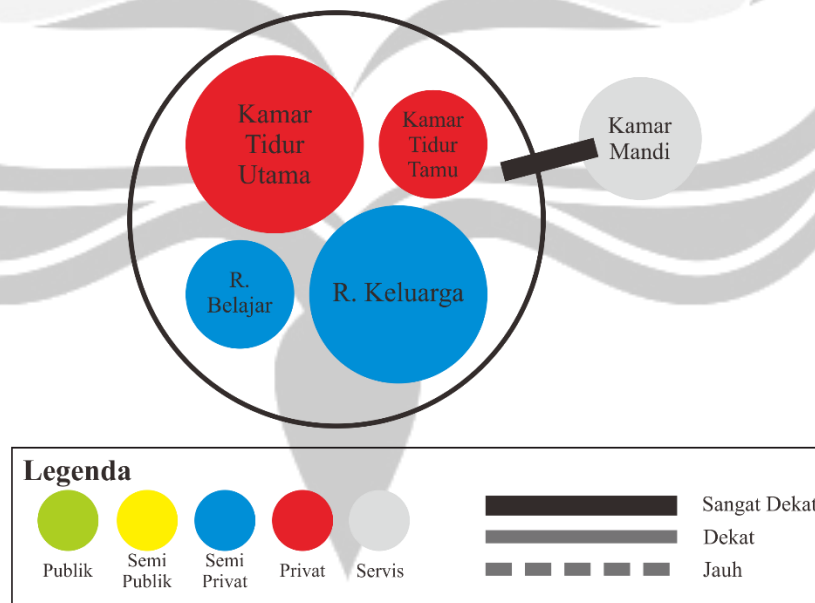 Kamar
Tidur
Utama
Kamar
Tidur
Tamu
Kamar
Mandi
R.
Belajar
R. Keluarga
Legenda
Publik
Semi
Publik
Semi
Privat
Privat
Servis
Sangat Dekat
Dekat
Jauh